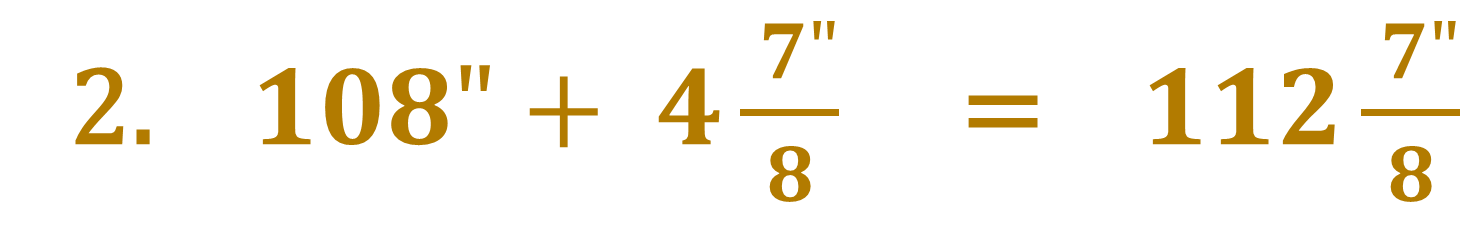 2. 108" + 4 7"/8 = 112 7"/8